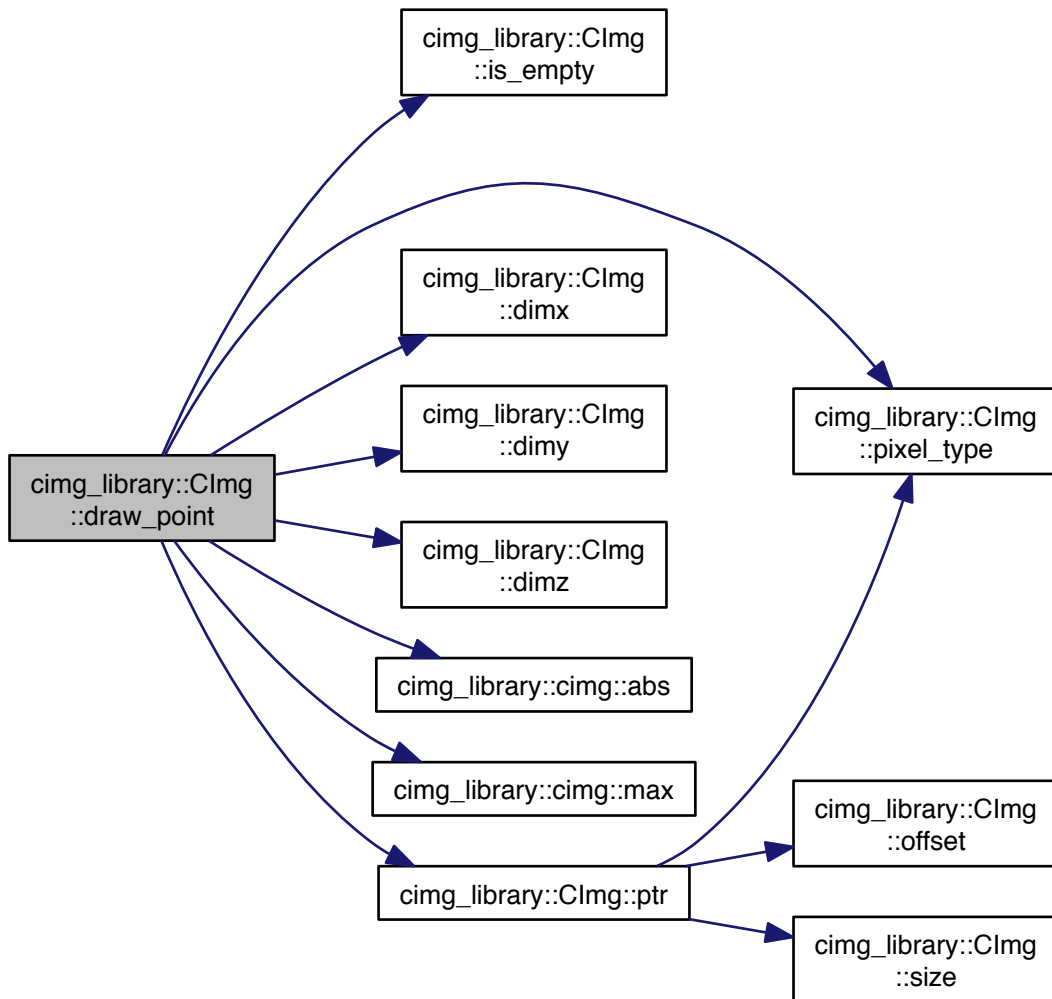 cimg_library::CImg
::is_empty
cimg_library::CImg
::dimx
cimg_library::CImg
::dimy
cimg_library::CImg
::pixel_type
cimg_library::CImg
::draw_point
cimg_library::CImg
::dimz
cimg_library::cimg::abs
cimg_library::cimg::max
cimg_library::CImg
::offset
cimg_library::CImg::ptr
cimg_library::CImg
::size